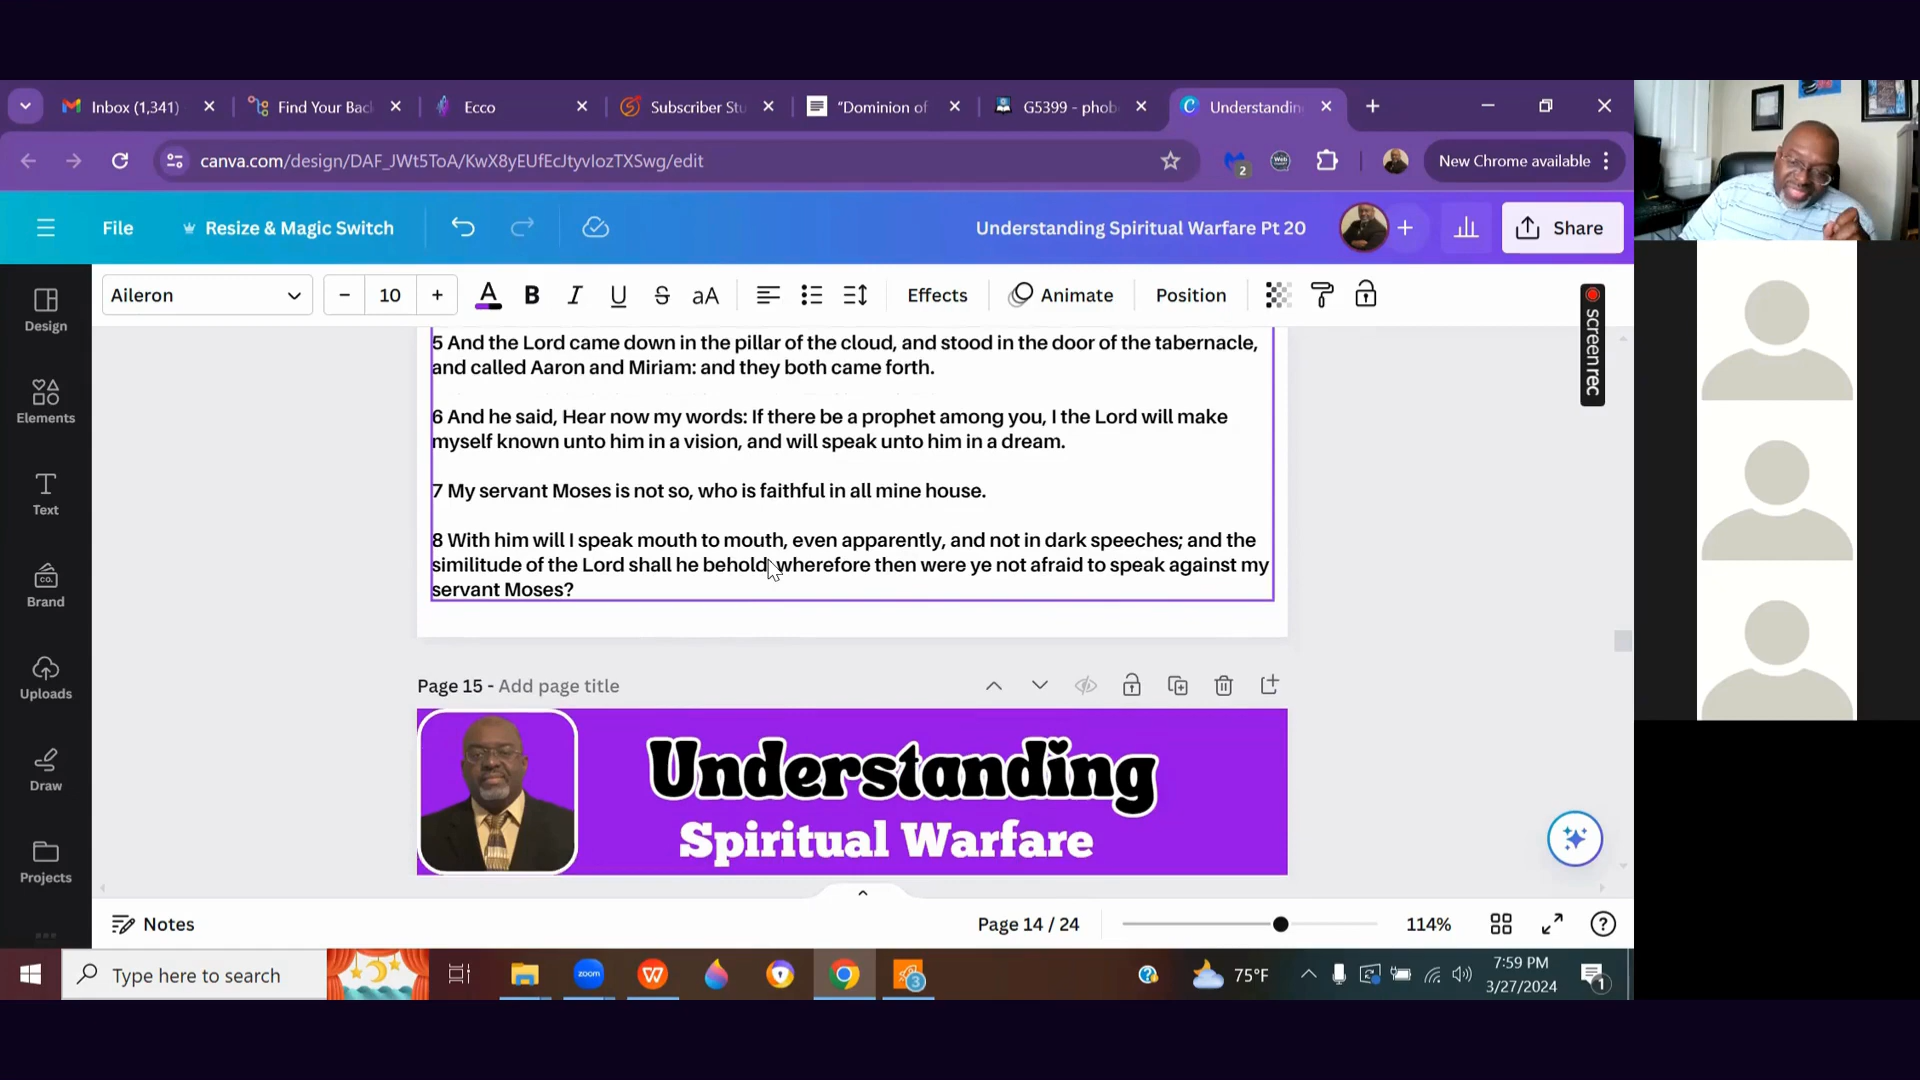 Inbox (1,341)
Find Your Bac
Ecco
Subscriber Stu
"Dominion of
G5399 - phob
Understandin
canva.com/design/DAF_JWt5ToA/KwX8yEUfEcJtyvIozTXSwg/edit
2
New Chrome available
File
Resize & Magic Switch
Understanding Spiritual Warfare Pt 20
Share
Aileron
10
A B I U S aA
Effects
Animate
Position
screenrec
Design
Elements
Text
Brand
Uploads
Draw
Projects
5 And the Lord came down in the pillar of the cloud, and stood in the door of the tabernacle,
and called Aaron and Miriam: and they both came forth.
6 And he said, Hear now my words: If there be a prophet among you, I the Lord will make
myself known unto him in a vision, and will speak unto him in a dream.
7 My servant Moses is not so, who is faithful in all mine house.
8 With him will I speak mouth to mouth, even apparently, and not in dark speeches; and the
similitude of the Lord shall he behold: wherefore then were ye not afraid to speak against my
servant Moses?
Page 15 - Add page title
Understanding
Spiritual Warfare
Notes
Page 14 / 24
114%
Type here to search
zoom
3
75°F
7:59 PM
3/27/2024
1